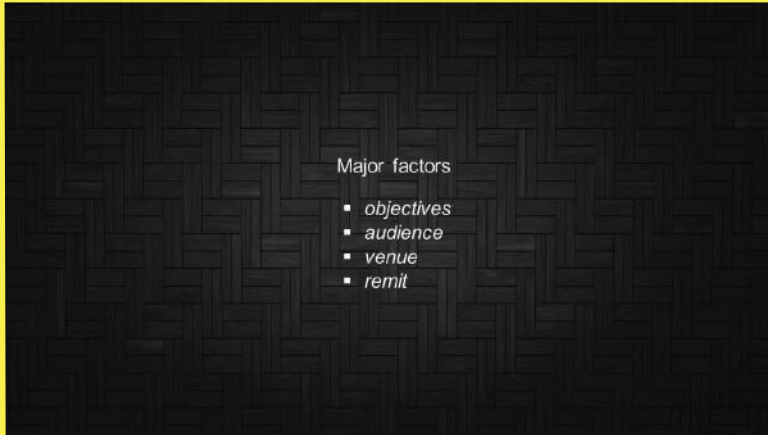 Major factors
▪ objectives
▪ audience
▪ venue
▪ remit